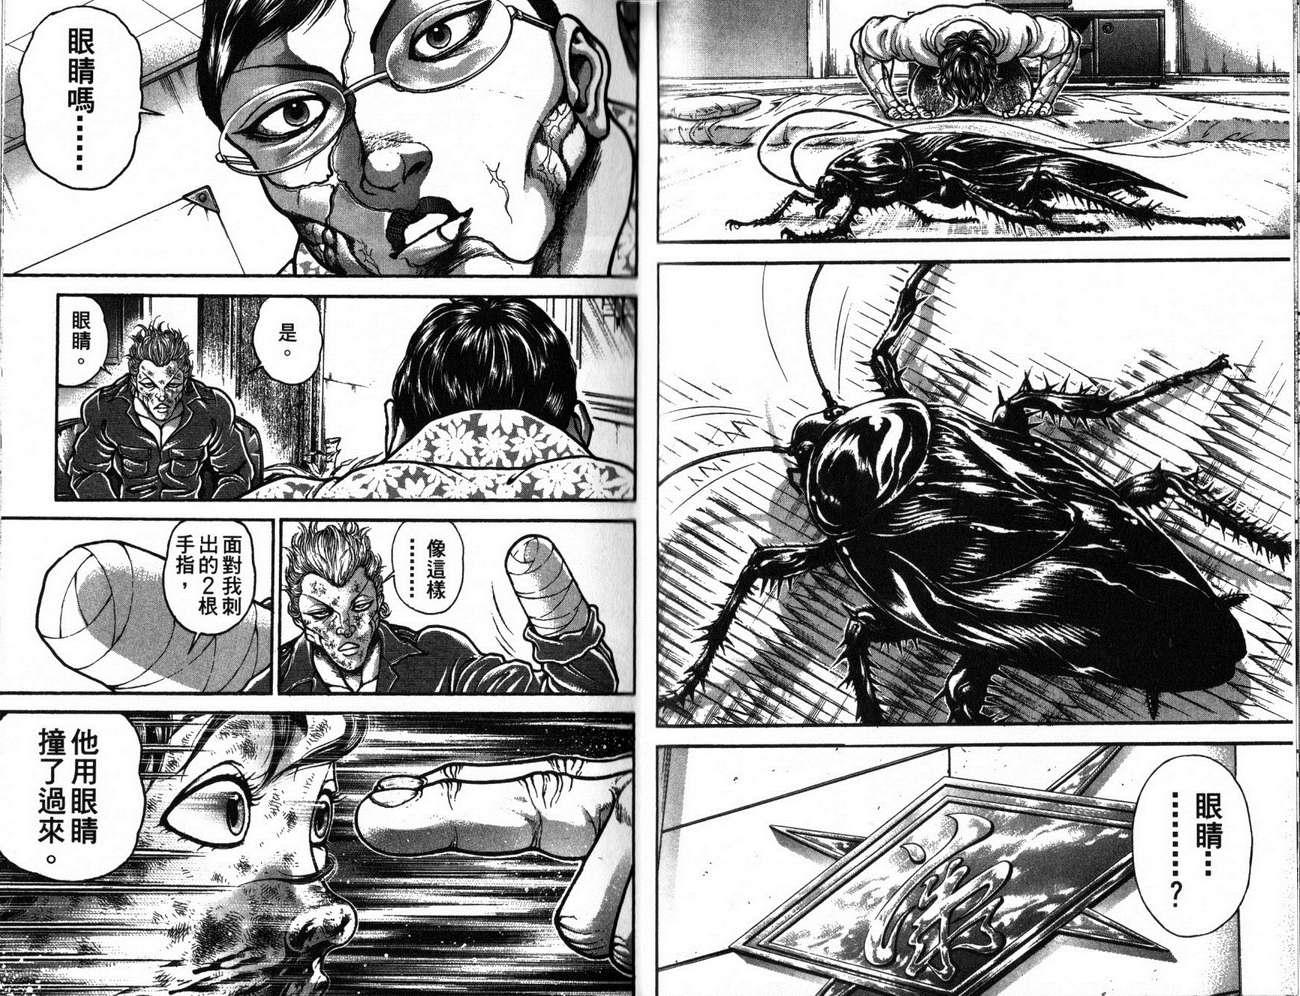 眼睛⋯
⋯⋯⋯?
眼睛嗎⋯⋯
是。
眼睛。
像這樣
⋯⋯⋯
面對我刺
出的2根
手指，
他用眼睛
撞了過來。